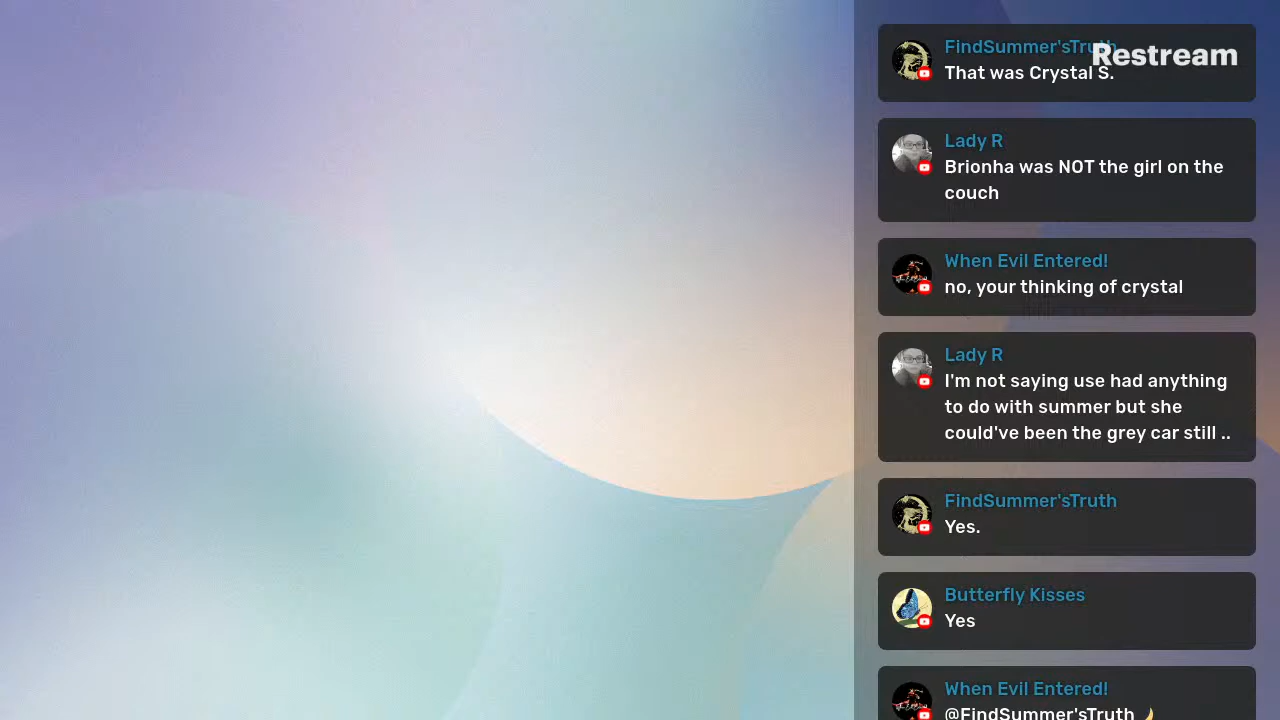 FindSummer'sTruth
Restream
That was Crystal S.
Lady R
Brionha was NOT the girl on the
couch
When Evil Entered!
no, your thinking of crystal
Lady R
I'm not saying use had anything
to do with summer but she
could've been the grey car still ..
FindSummer'sTruth
Yes.
Butterfly Kisses
Yes
When Evil Entered!
@FindSummer'sTruth 🌙